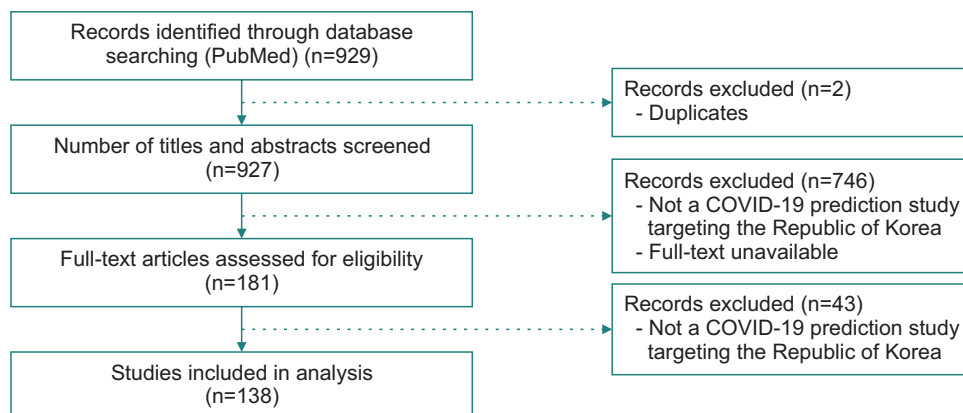 Records identified through database
searching (PubMed) (n=929)
Records excluded (n=2)
- Duplicates
Number of titles and abstracts screened
(n=927)
Records excluded (n=746)
- Not a COVID-19 prediction study
targeting the Republic of Korea
- Full-text unavailable
Full-text articles assessed for eligibility
(n=181)
Records excluded (n=43)
- Not a COVID-19 prediction study
targeting the Republic of Korea
Studies included in analysis
(n=138)